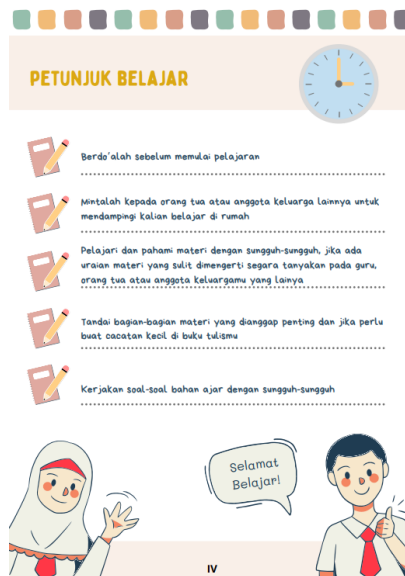 PETUNJUK BELAJAR
Berdo'alah sebelum memulai pelajaran
Mintalah kepada orang tua atau anggota keluarga lainnya untuk
mendampingi kalian belajar di rumah
Pelajari dan pahami materi dengan sungguh-sungguh, jika ada
uraian materi yang sulit dimengerti segara tanyakan pada guru,
orang tua atau anggota keluargamu yang lainya
Tandai bagian-bagian materi yang dianggap penting dan jika perlu
buat cacatan kecil di buku tulismu
Kerjakan soal-soal bahan ajar dengan sungguh-sungguh
Selamat
Belajar!
IV